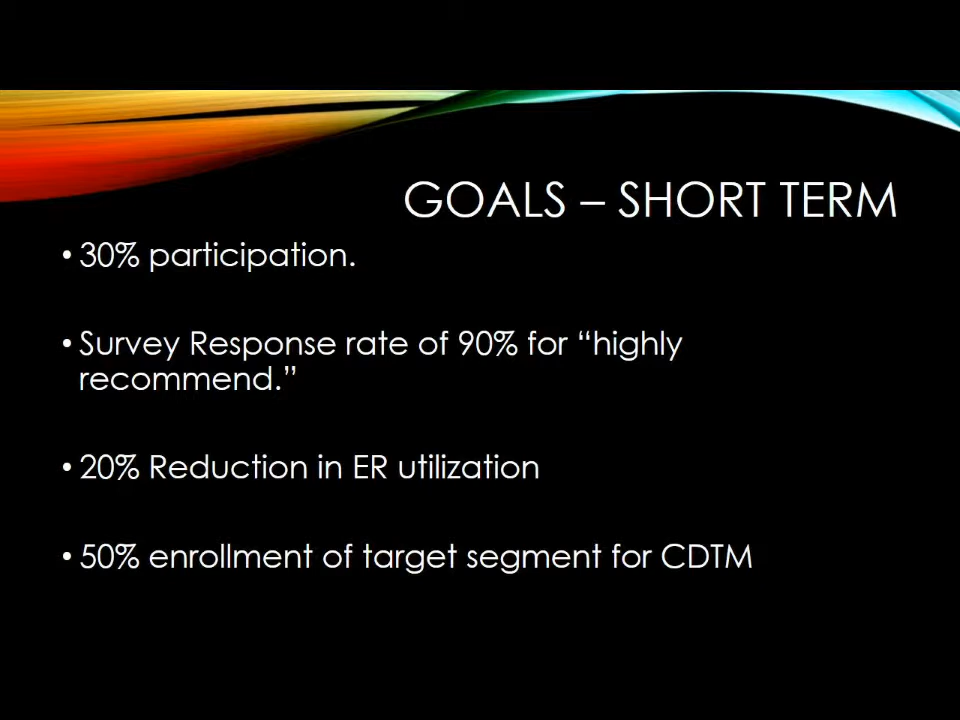 GOALS – SHORT TERM
• 30% participation.
• Survey Response rate of 90% for “highly
recommend.”
• 20% Reduction in ER utilization
• 50% enrollment of target segment for CDTM